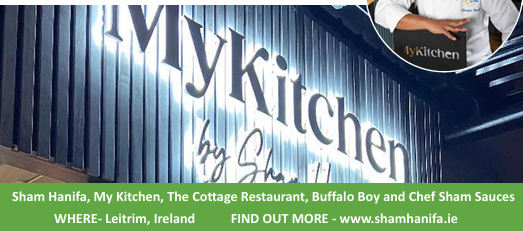 MyKitchen
MyKitchen
by
Sham Hanifa, My Kitchen, The Cottage Restaurant, Buffalo Boy and Chef Sham Sauces
WHERE- Leitrim, Ireland FIND OUT MORE - www.shamhanifa.ie